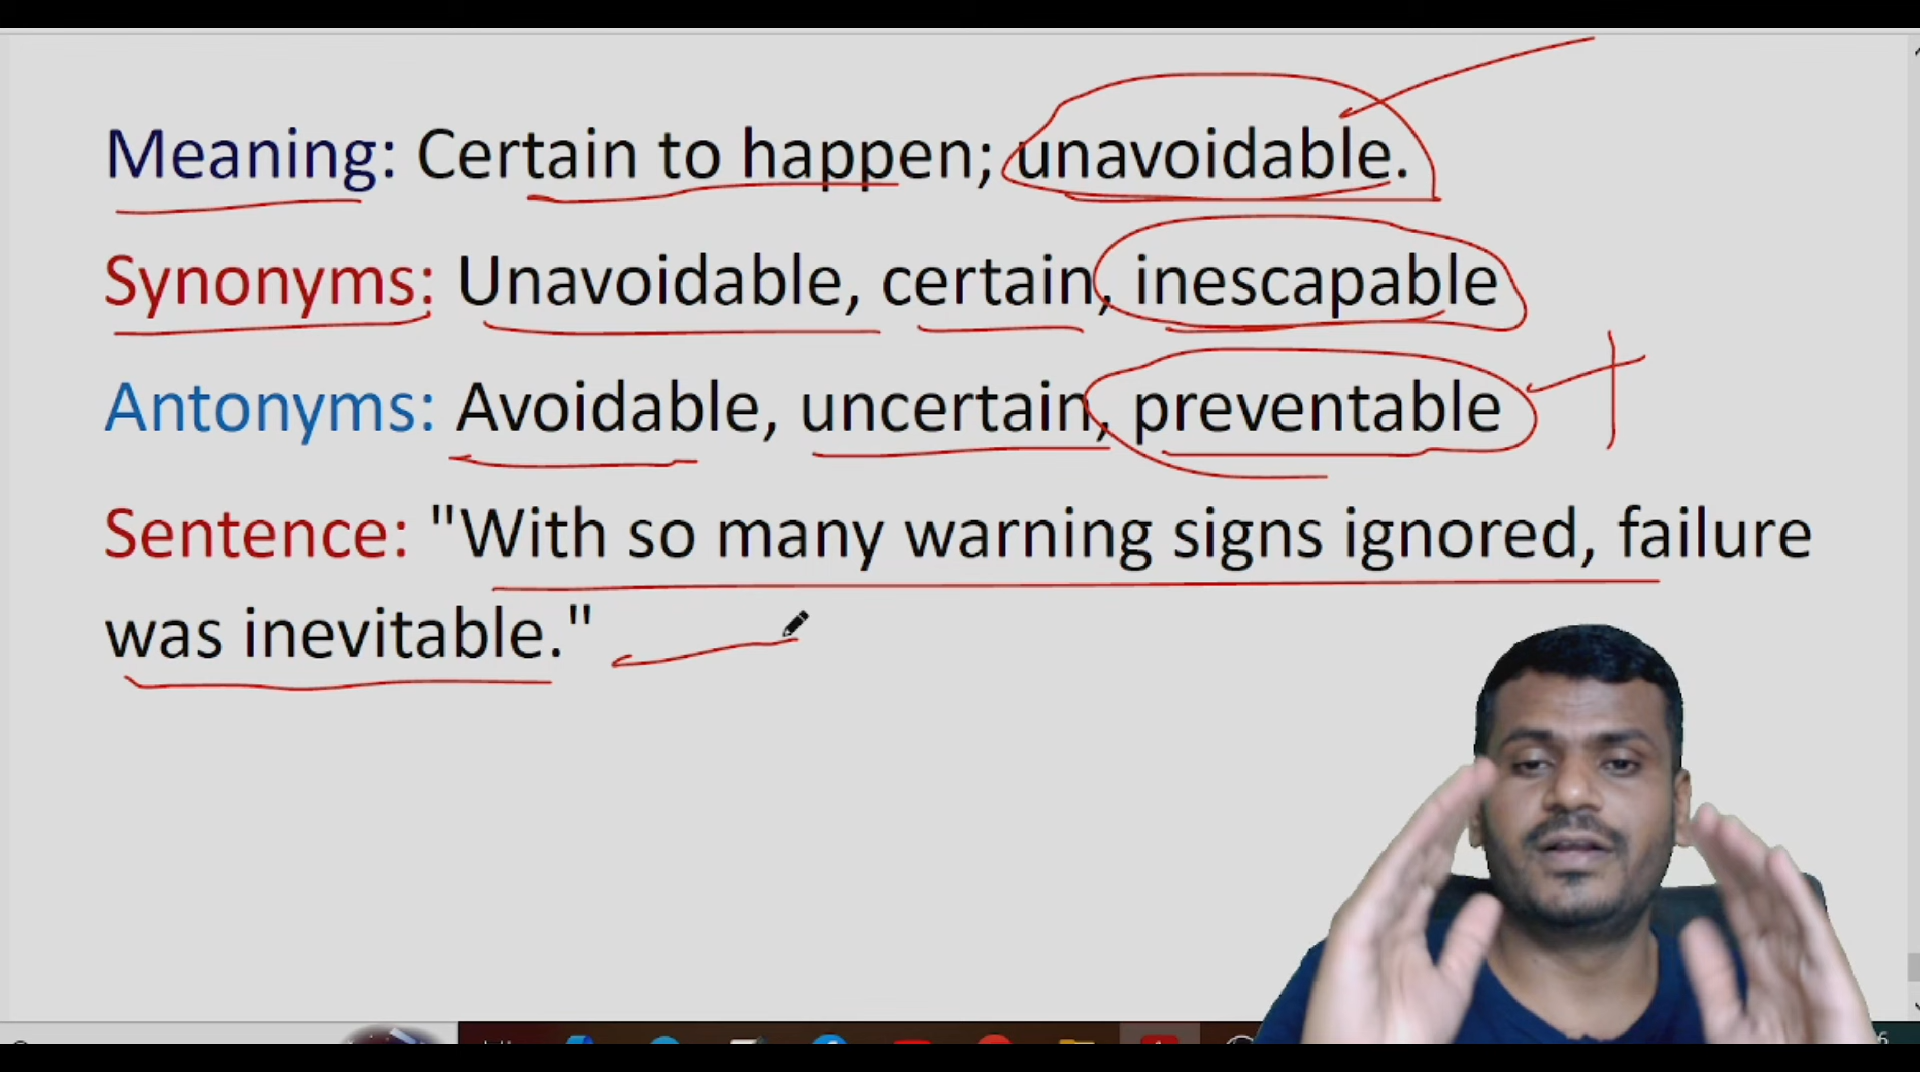 Meaning: Certain to happen; unavoidable.
Synonyms: Unavoidable, certain, inescapable
Antonyms: Avoidable, uncertain, preventable
Sentence: "With so many warning signs ignored, failure
was inevitable."